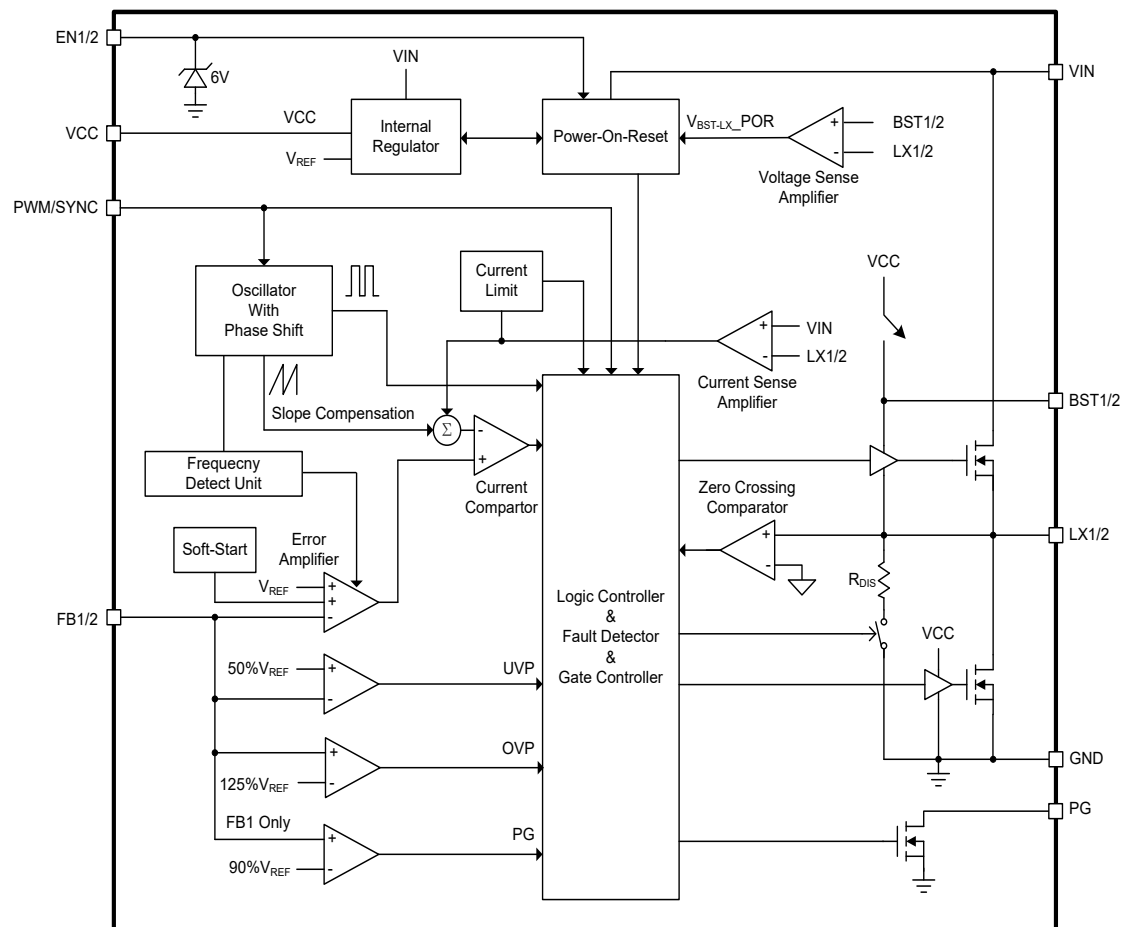 EN1/2
6V
VIN
VIN
VCC
VCC
Internal
Regulator
VREF
Power-On-Reset
VBST-LX_POR
+
BST1/2
-
LX1/2
Voltage Sense
Amplifier
PWM/SYNC
Oscillator
With
Phase Shift
Current
Limit
VCC
+
VIN
-
LX1/2
Current Sense
Amplifier
Slope Compensation
Σ
-
+
Current
Compartor
BST1/2
Frequecny
Detect Unit
Zero Crossing
Comparator
+
-
LX1/2
Soft-Start
Error
Amplifier
VREF
+
+
-
FB1/2
RDIS
Logic Controller
&
Fault Detector
&
Gate Controller
VCC
50%VREF
+
-
UVP
+
-
125%VREF
OVP
GND
FB1 Only
+
-
90%VREF
PG
PG